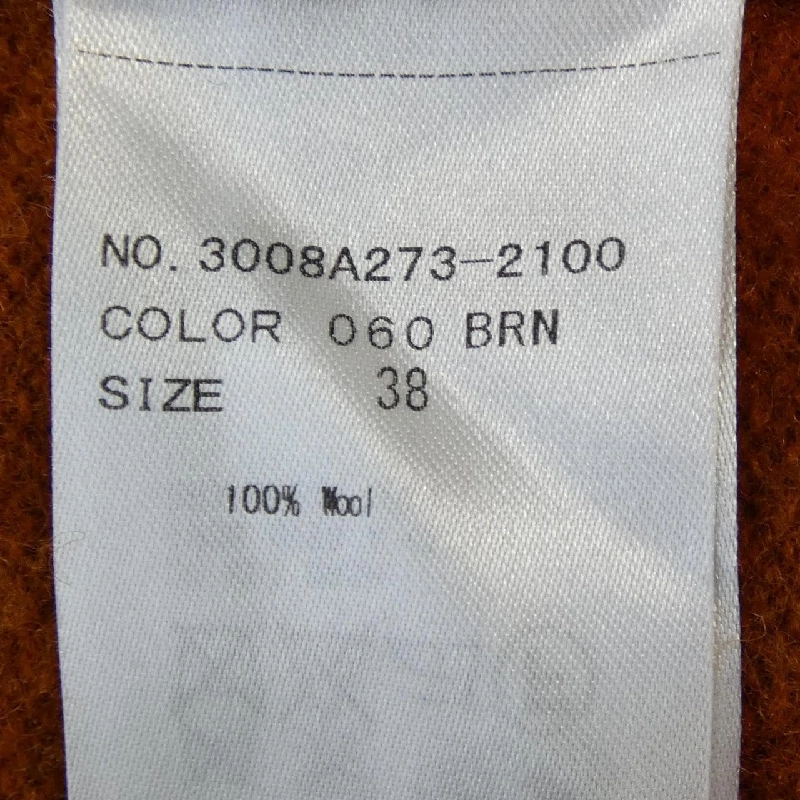 NO. 3008A273-2100
COLOR 060 BRN
SIZE 38
100% Wool